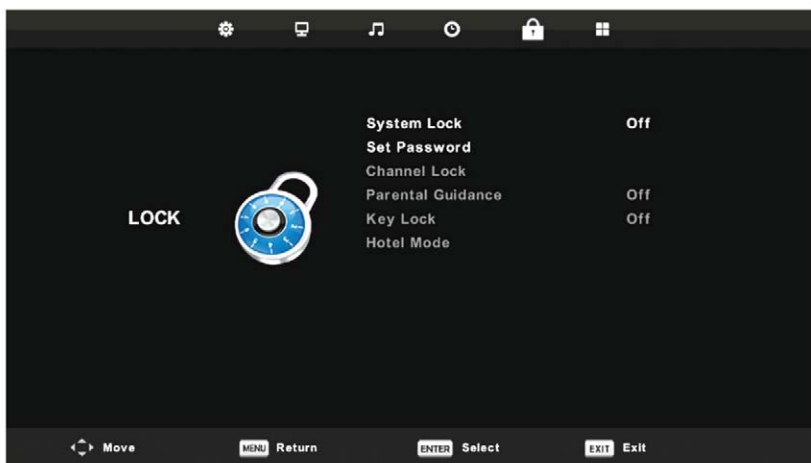 System Lock Off
Set Password
Channel Lock
Parental Guidance Off
LOCK
Key Lock Off
Hotel Mode
Move MENU Return ENTER Select EXIT Exit